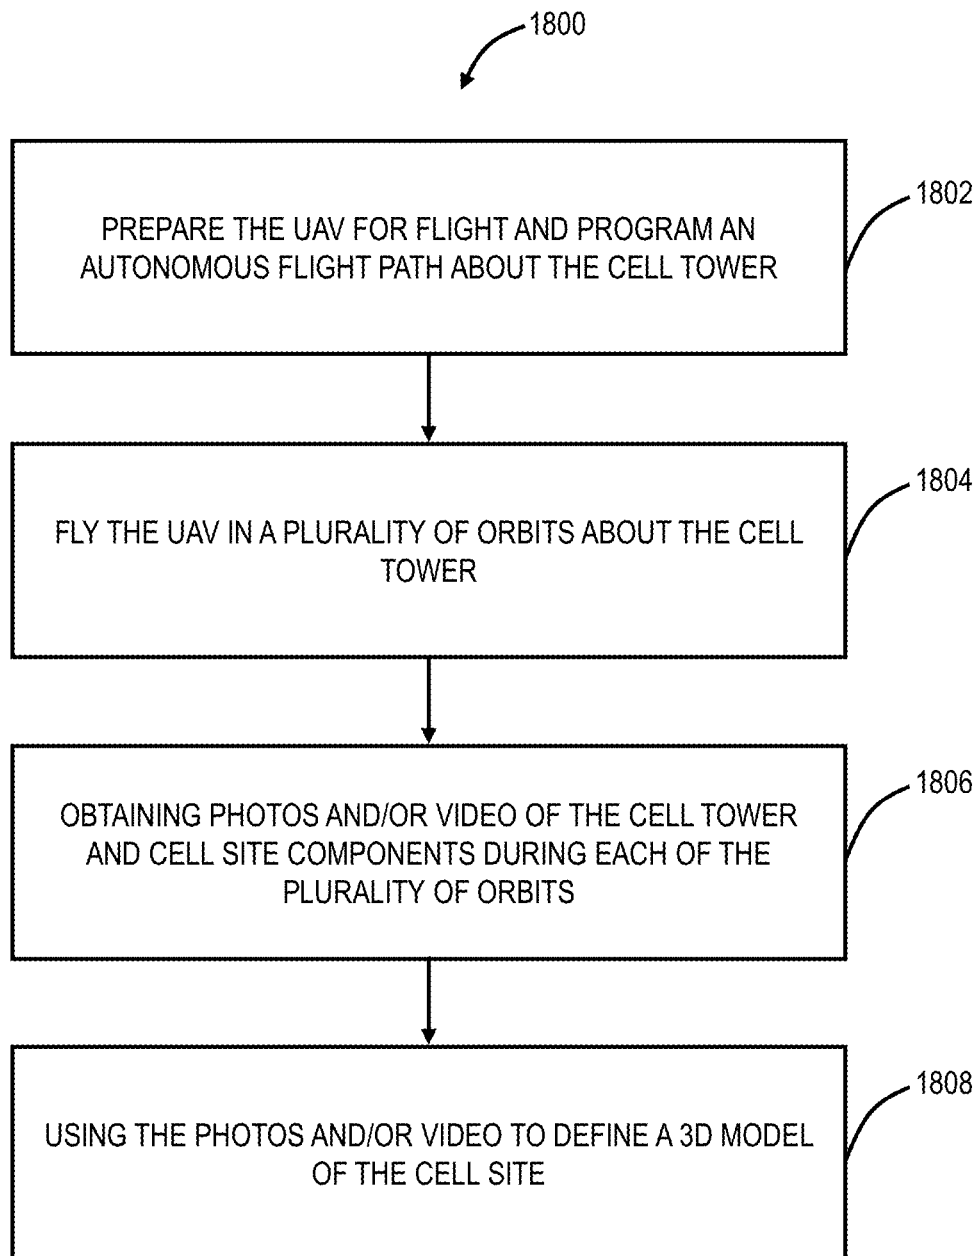 1800
PREPARE THE UAV FOR FLIGHT AND PROGRAM AN
AUTONOMOUS FLIGHT PATH ABOUT THE CELL TOWER
1802
FLY THE UAV IN A PLURALITY OF ORBITS ABOUT THE CELL
TOWER
1804
OBTAINING PHOTOS AND/OR VIDEO OF THE CELL TOWER
AND CELL SITE COMPONENTS DURING EACH OF THE
PLURALITY OF ORBITS
1806
USING THE PHOTOS AND/OR VIDEO TO DEFINE A 3D MODEL
OF THE CELL SITE
1808